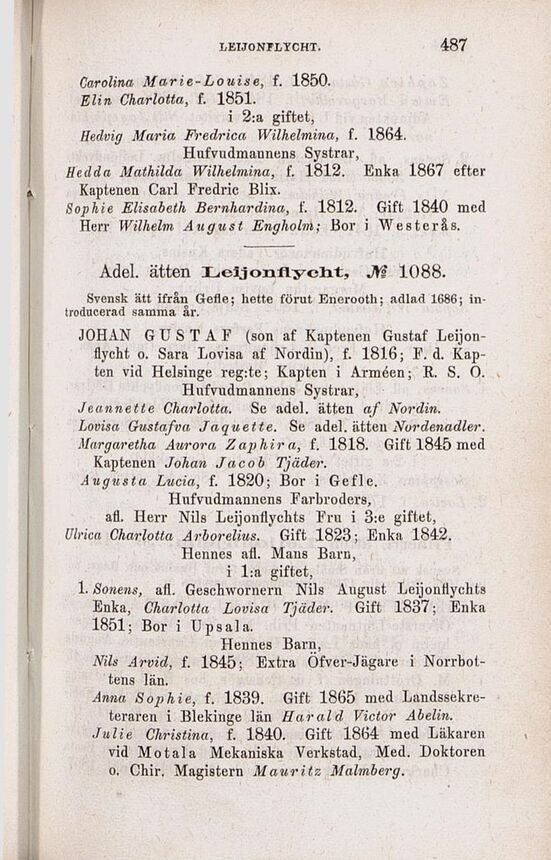 LEIJONFLYCHT. 487
Carolina Marie-Louise, f. 1850.
Elin Charlotta, f. 1851.
i 2:a giftet,
Hedvig Maria Fredrica Wilhelmina, f. 1864.
Hufvudmannens Systrar,
Hedda Mathilda Wilhelmina, f. 1812. Enka 1867 efter
Kaptenen Carl Fredric Blix.
Sophie Elisabeth Bernhardina, f. 1812. Gift 1840 med
Herr Wilhelm August Engholm; Bor i Westerås.
Adel. ätten Leijonflycht, № 1088.
Svensk ätt ifrån Gefle; hette förut Enerooth; adlad 1686; in-
troducerad samma år.
JOHAN GUSTAF (son af Kaptenen Gustaf Leijon-
flycht o. Sara Lovisa af Nordin), f. 1816; F. d. Kap-
ten vid Helsinge reg:te; Kapten i Arméen; R. S. O.
Hufvudmannens Systrar,
Jeannette Charlotta. Se adel. ätten af Nordin.
Lovisa Gustafva Jaquette. Se adel. ätten Nordenadler.
Margaretha Aurora Zaphira, f. 1818. Gift 1845 med
Kaptenen Johan Jacob Tjäder.
Augusta Lucia, f. 1820; Bor i Gefle.
Hufvudmannens Farbroders,
afl. Herr Nils Leijonflychts Fru i 3:e giftet,
Ulrica Charlotta Arborelius. Gift 1823; Enka 1842.
Hennes afl. Mans Barn,
i 1:a giftet,
1. Sonens, afl. Geschwornern Nils August Leijonflychts
Enka, Charlotta Lovisa Tjäder. Gift 1837; Enka
1851; Bor i Upsala.
Hennes Barn,
Nils Arvid, f. 1845; Extra Öfver-Jägare i Norrbot-
tens län.
Anna Sophie, f. 1839. Gift 1865 med Landssekre-
teraren i Blekinge län Harald Victor Abelin.
Julie Christina, f. 1840. Gift 1864 med Läkaren
vid Motala Mekaniska Verkstad, Med. Doktoren
o. Chir. Magistern Mauritz Malmberg.